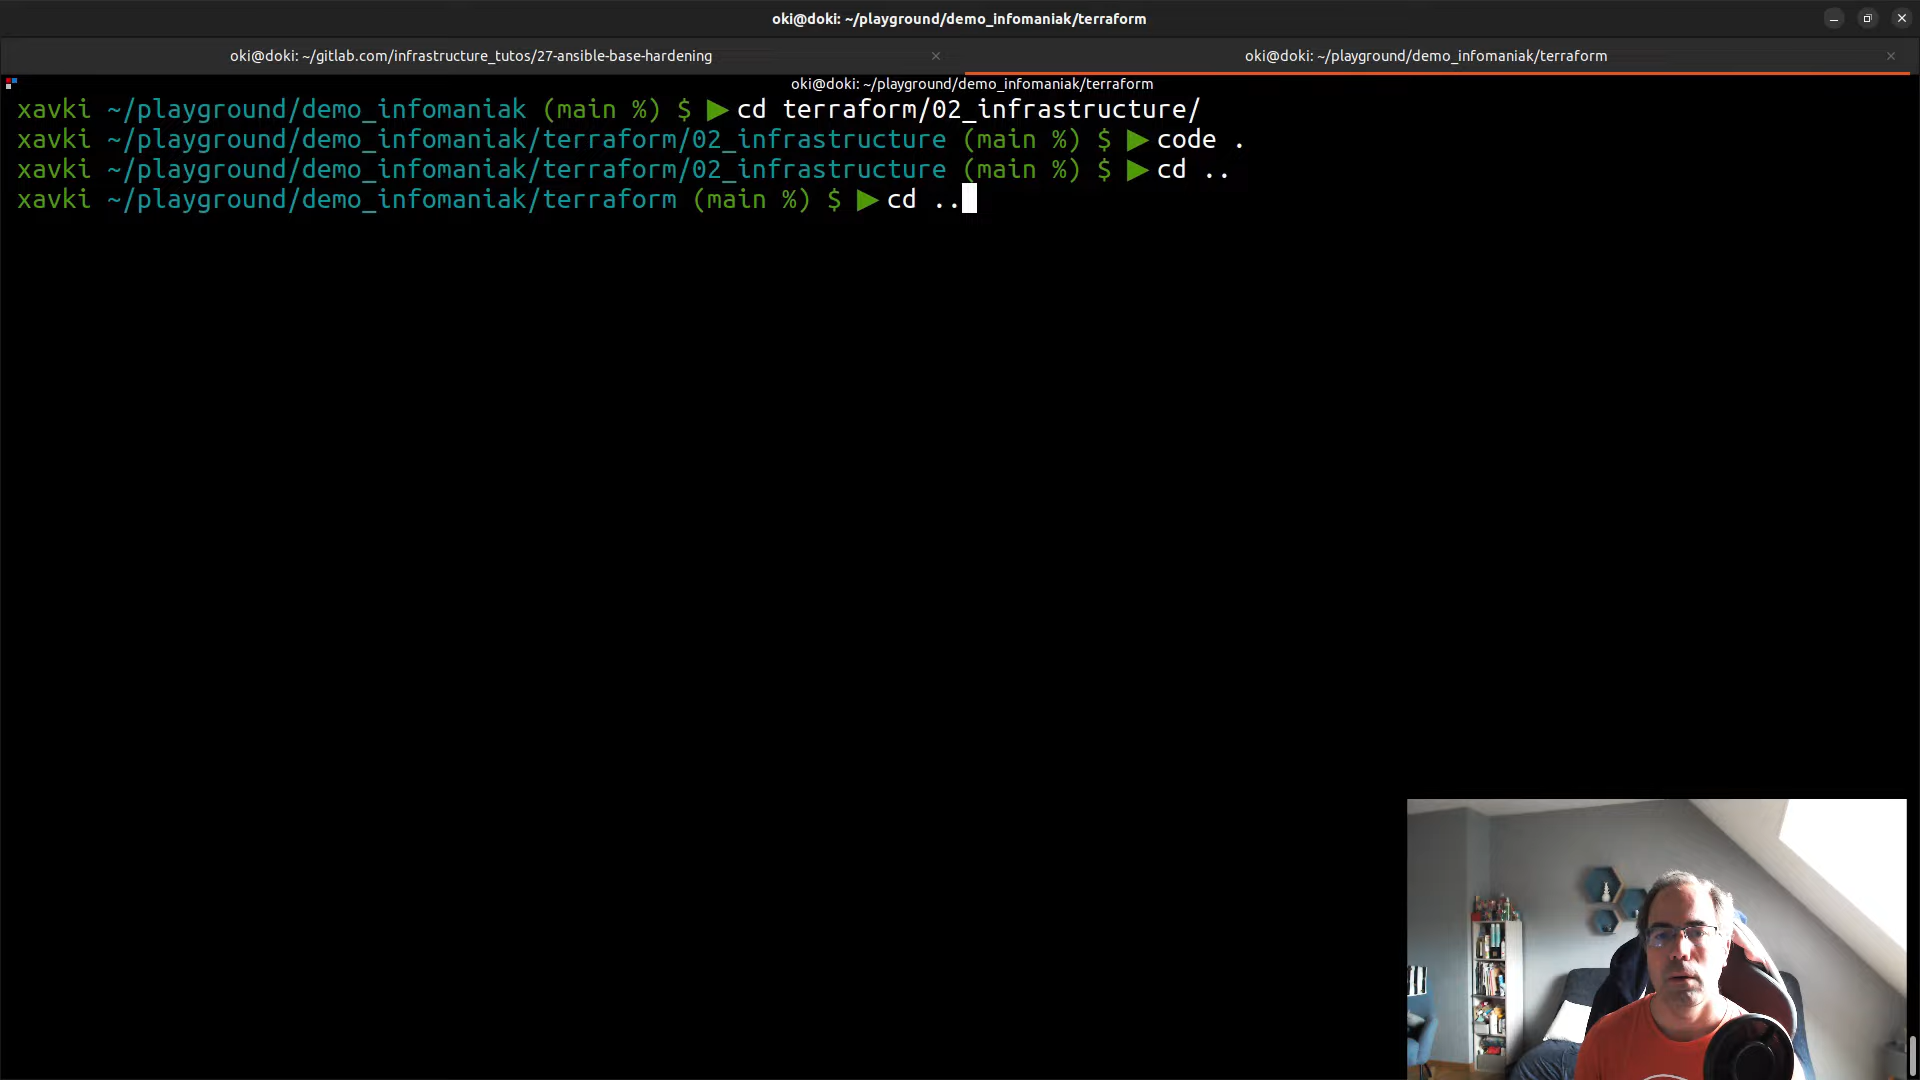 oki@doki: ~/playground/demo_infomaniak/terraform
oki@doki: ~/gitlab.com/infrastructure_tutos/27-ansible-base-hardening
oki@doki: ~/playground/demo_infomaniak/terraform
oki@doki: ~/playground/demo_infomaniak/terraform
xavki ~/playground/demo_infomaniak (main %) $ ▶cd terraform/02_infrastructure/
xavki ~/playground/demo_infomaniak/terraform/02_infrastructure (main %) $ ▶code .
xavki ~/playground/demo_infomaniak/terraform/02_infrastructure (main %) $ ▶cd ..
xavki ~/playground/demo_infomaniak/terraform (main %) $ ▶cd ..